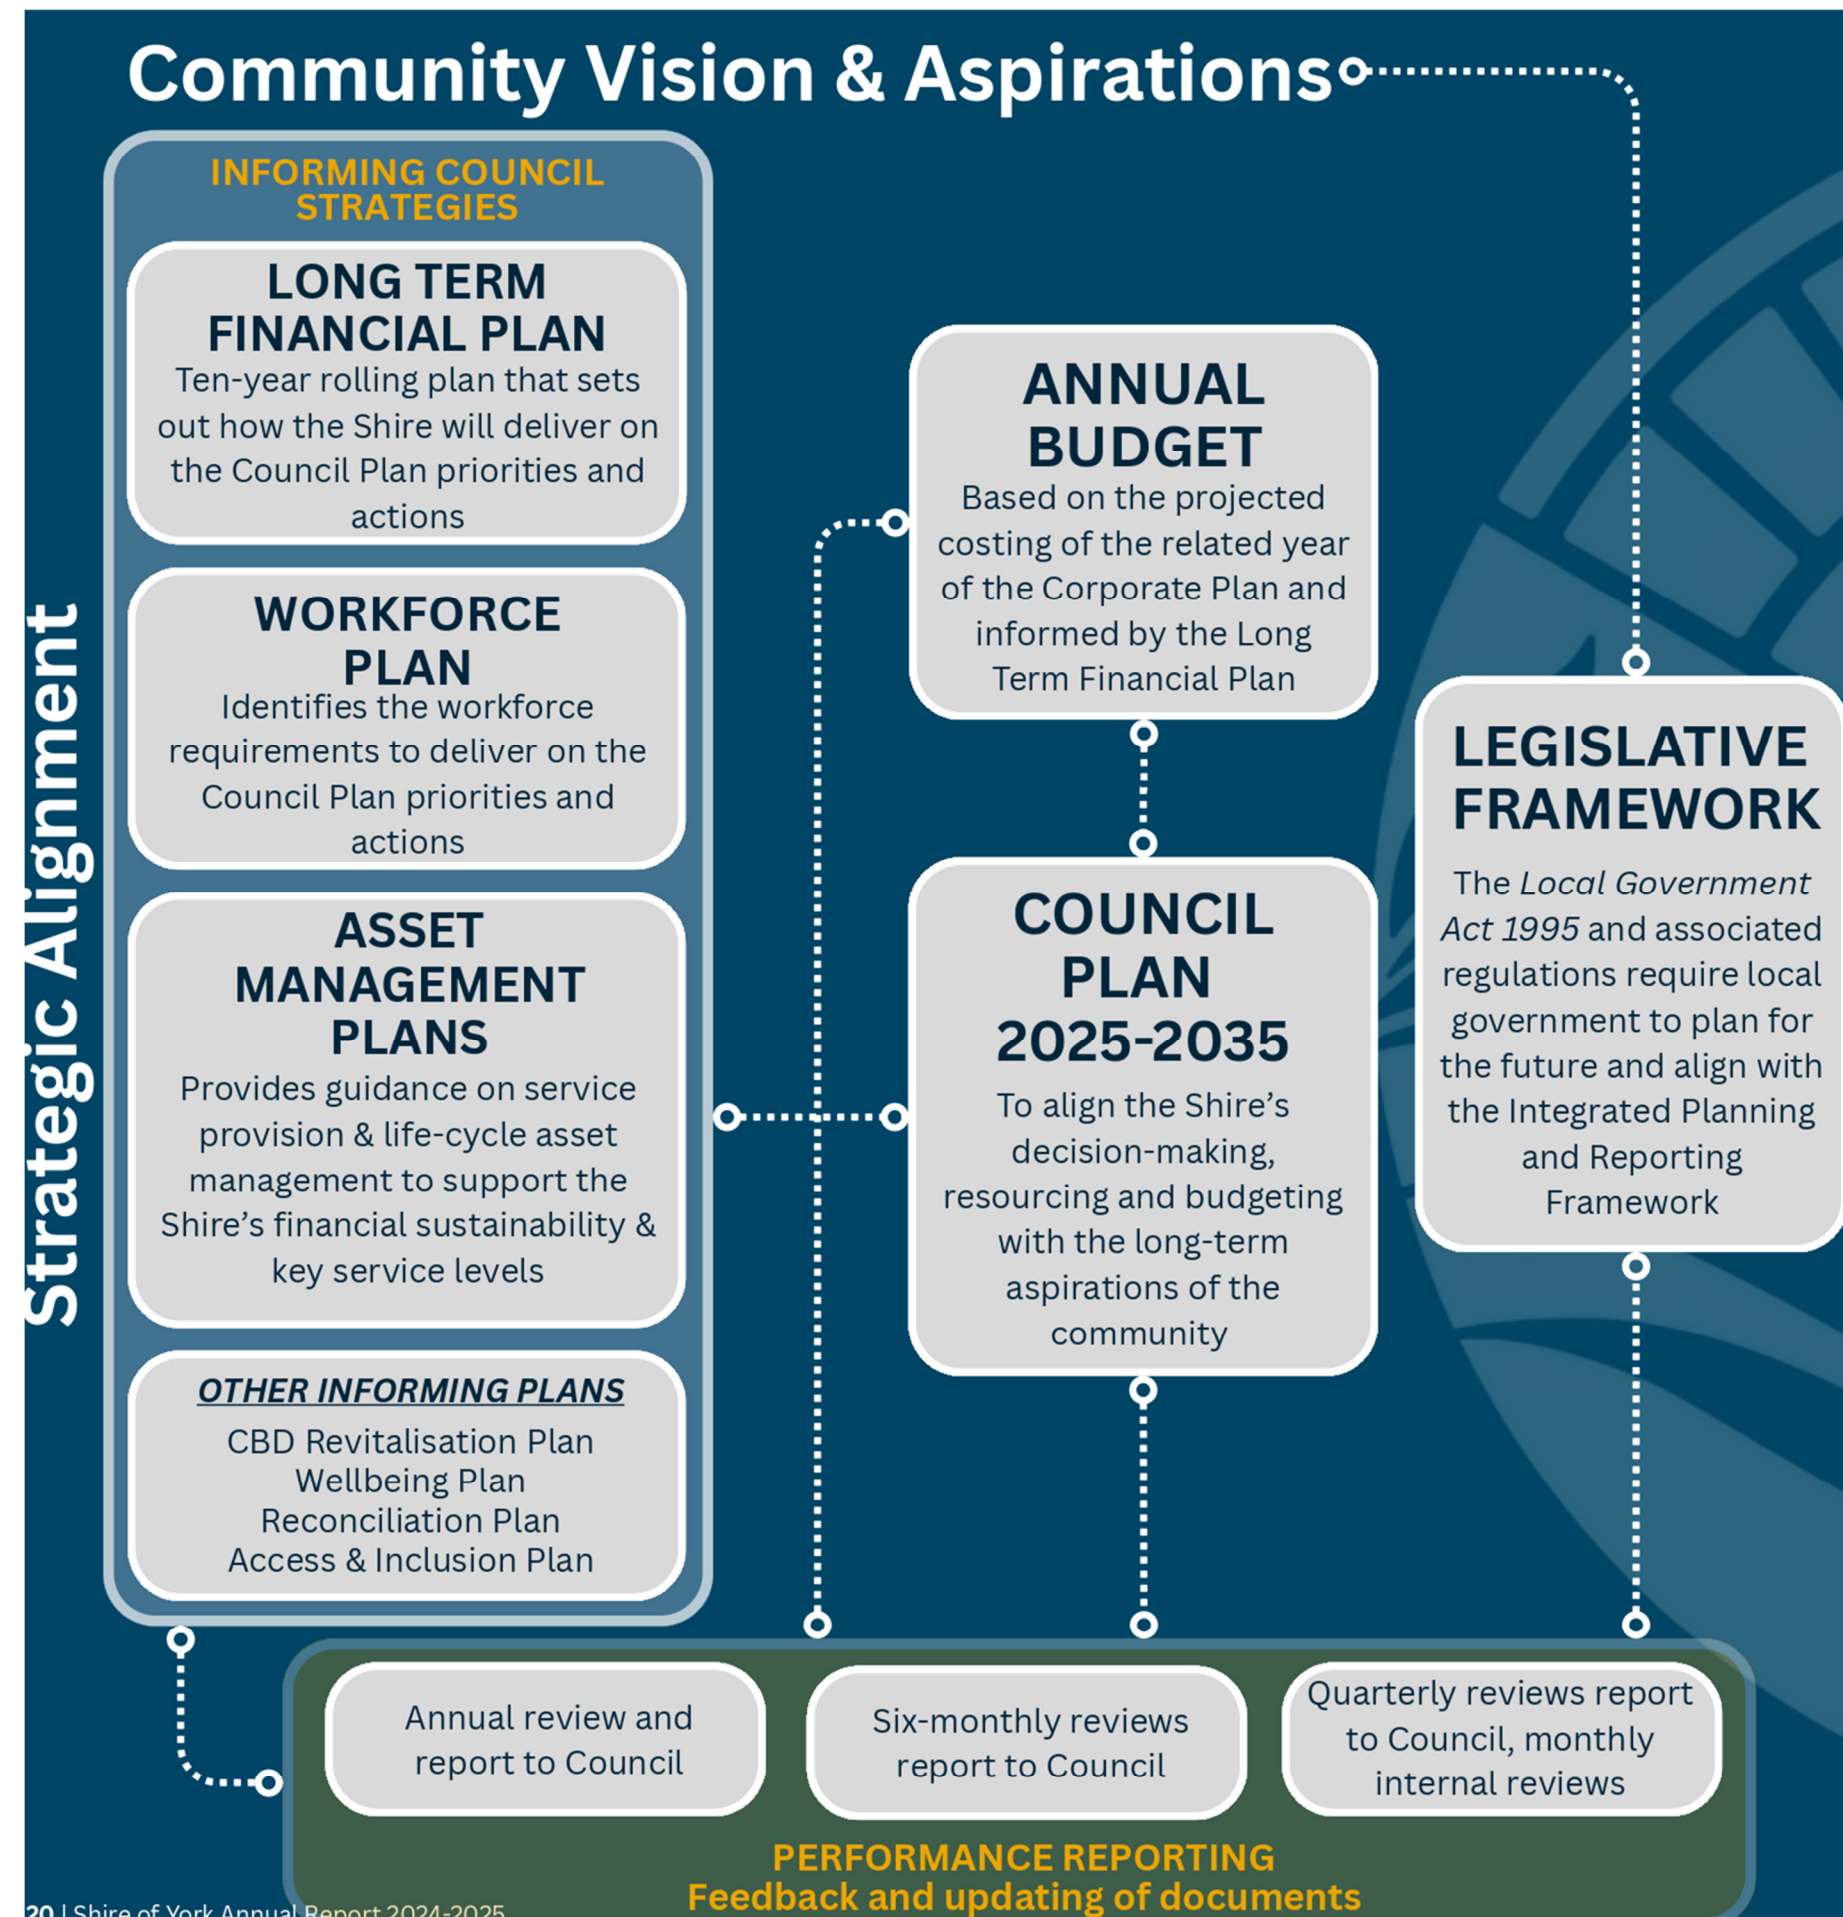 Community Vision & Aspirations
Strategic Alignment
INFORMING COUNCIL
STRATEGIES
LONG TERM
FINANCIAL PLAN
Ten-year rolling plan that sets
out how the Shire will deliver on
the Council Plan priorities and
actions
WORKFORCE
PLAN
Identifies the workforce
requirements to deliver on the
Council Plan priorities and
actions
ASSET
MANAGEMENT
PLANS
Provides guidance on service
provision & life-cycle asset
management to support the
Shire’s financial sustainability &
key service levels
OTHER INFORMING PLANS
CBD Revitalisation Plan
Wellbeing Plan
Reconciliation Plan
Access & Inclusion Plan
ANNUAL
BUDGET
Based on the projected
costing of the related year
of the Corporate Plan and
informed by the Long
Term Financial Plan
COUNCIL
PLAN
2025-2035
To align the Shire’s
decision-making,
resourcing and budgeting
with the long-term
aspirations of the
community
LEGISLATIVE
FRAMEWORK
The Local Government
Act 1995 and associated
regulations require local
government to plan for
the future and align with
the Integrated Planning
and Reporting
Framework
Annual review and
report to Council
Six-monthly reviews
report to Council
Quarterly reviews report
to Council, monthly
internal reviews
PERFORMANCE REPORTING
Feedback and updating of documents
20 | Shire of York Annual Report 2024-2025